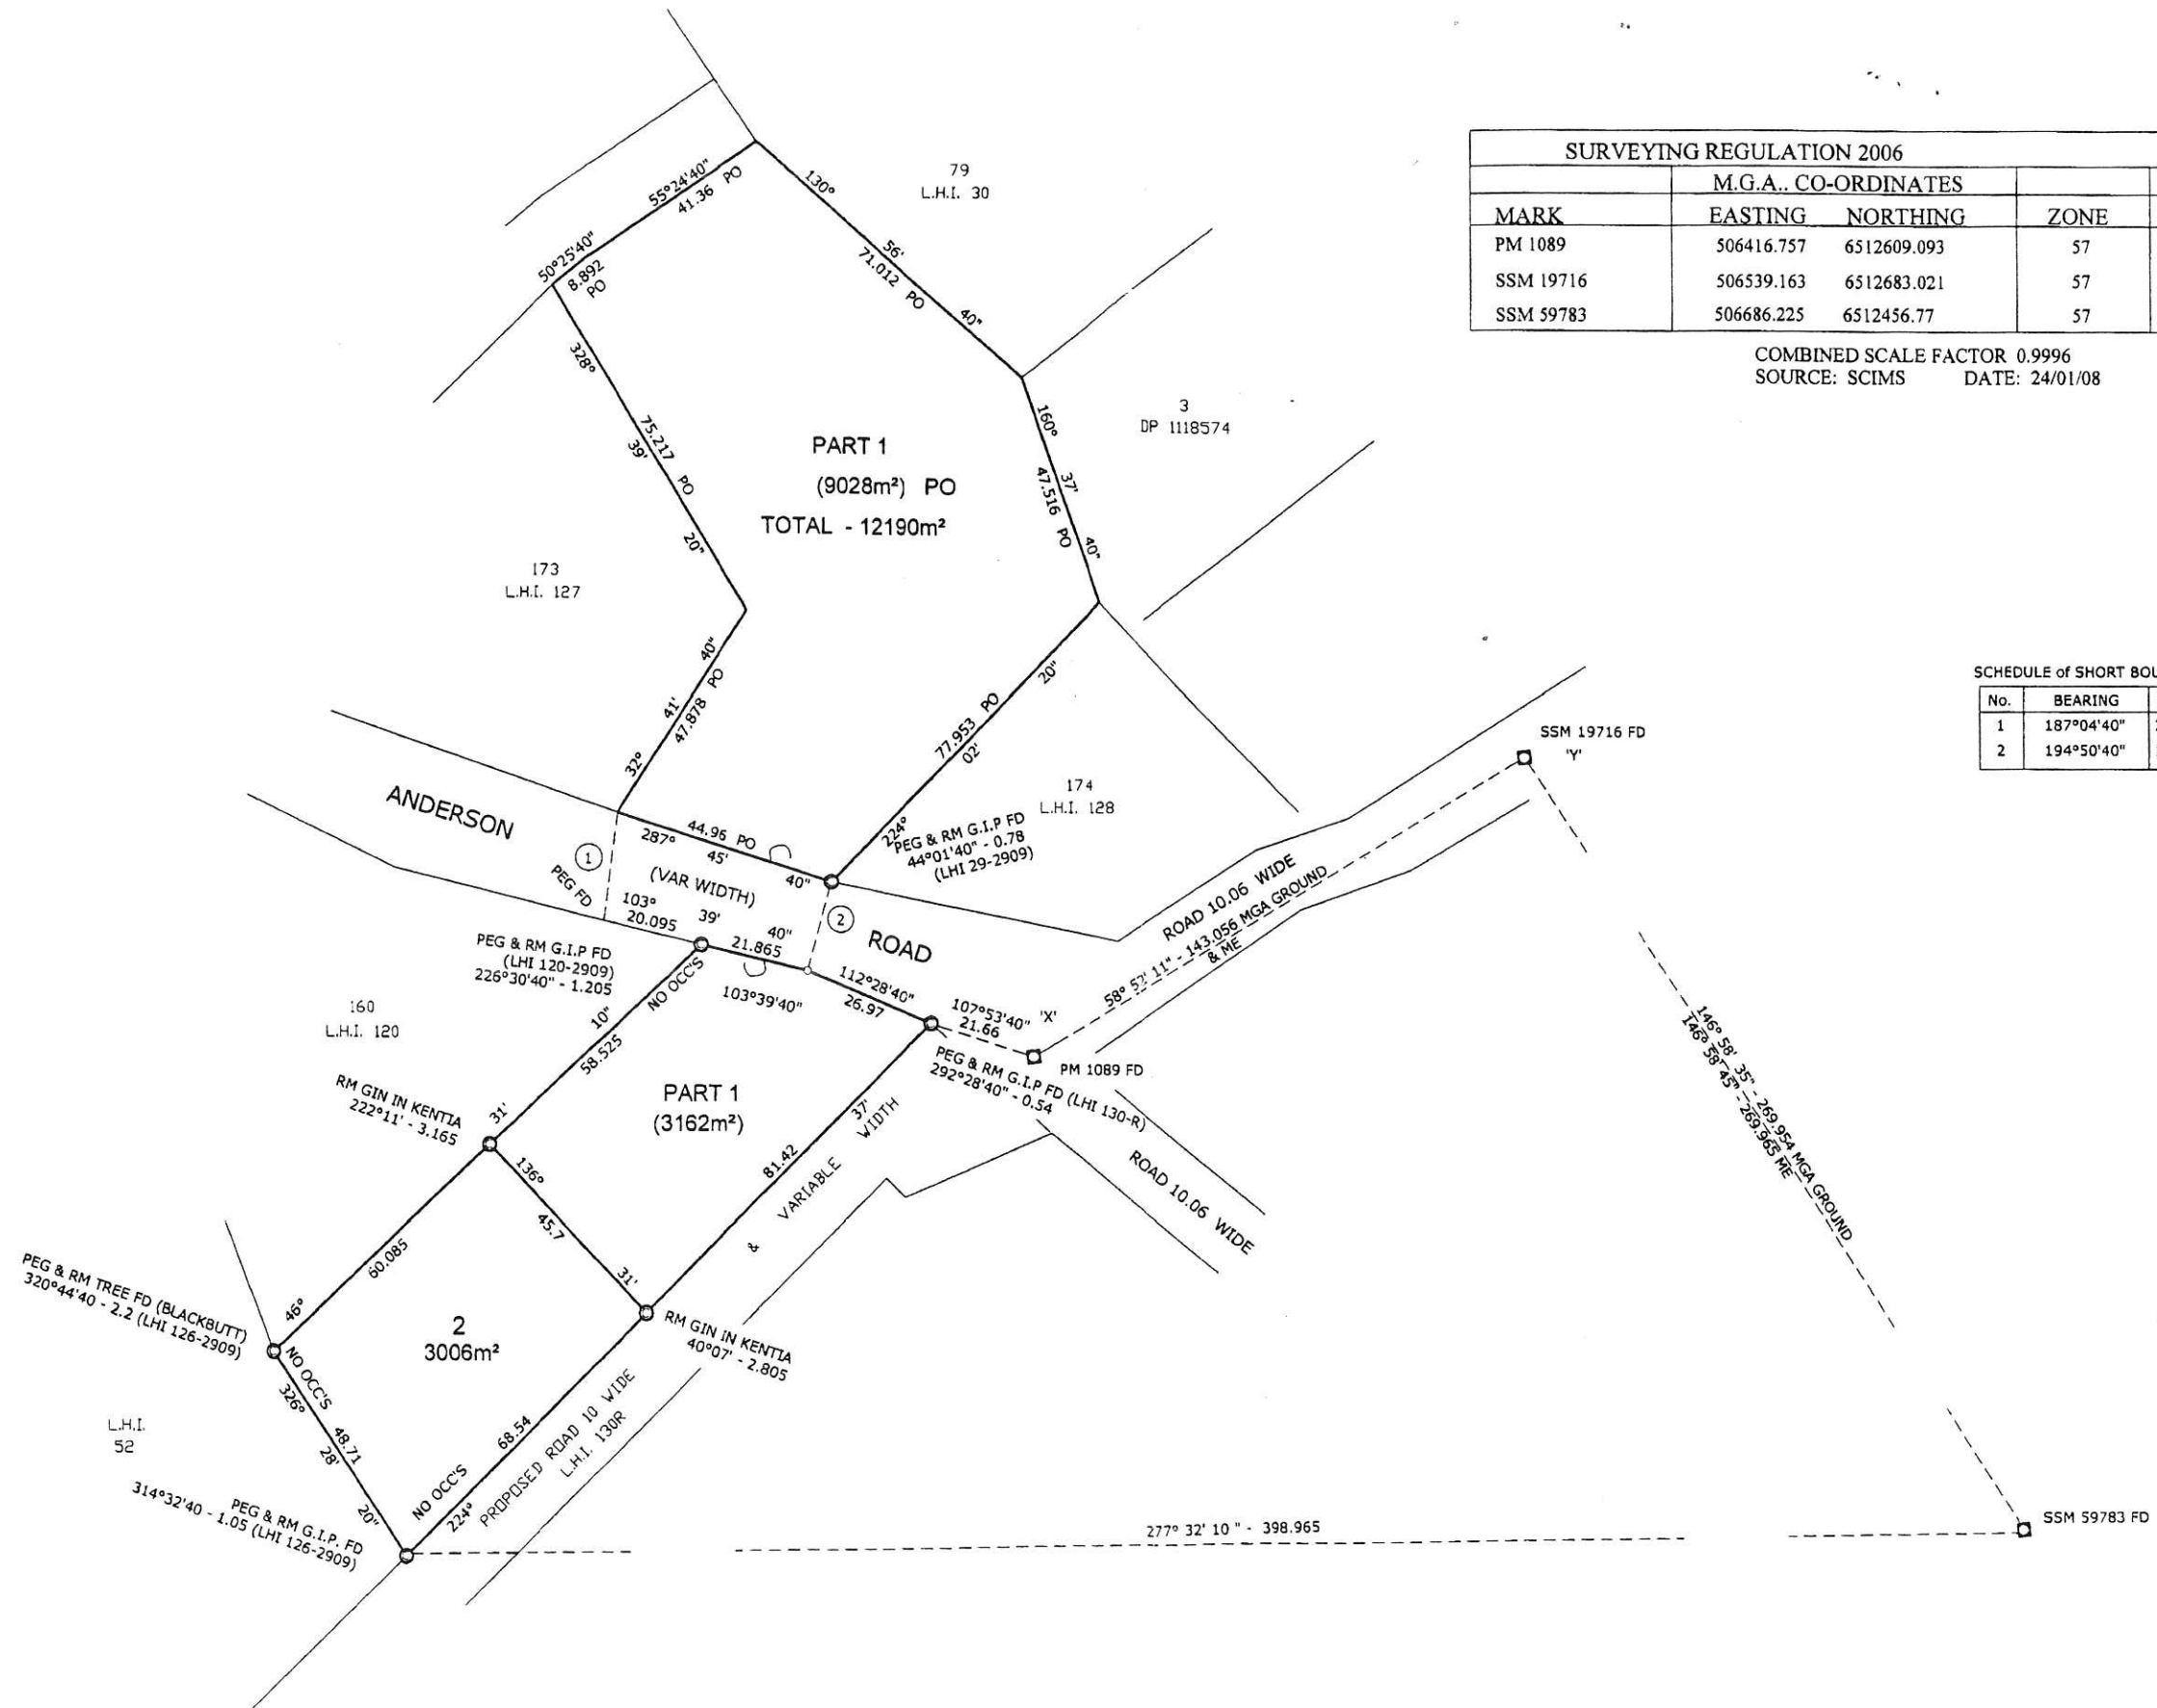 SURVEYING REGULATION 2006
M.G.A.. CO-ORDINATES
MARK EASTING NORTHING ZONE
PM 1089 506416.757 6512609.093 57
SSM 19716 506539.163 6512683.021 57
SSM 59783 506686.225 6512456.77 57
COMBINED SCALE FACTOR 0.9996
SOURCE: SCIMS DATE: 24/01/08
79
L.H.I. 30
55°24'40"
41.36 PO
50°25'40"
8.892
PO
130° 56' 40"
71.012 PO
3
DP 1118574
328° 39' 20"
75.217 PO
160° 37' 40"
47.516 PO
PART 1
(9028m²) PO
TOTAL - 12190m²
173
L.H.I. 127
32° 41' 40"
47.878 PO
77.953 PO
224° 02' 20"
SCHEDULE of SHORT BOU
No. BEARING
1 187°04'40"
2 194°50'40"
SSM 19716 FD
'Y'
174
L.H.I. 128
ANDERSON
44.96 PO
287° 45' 40"
PEG & RM G.I.P FD
44°01'40" - 0.78
(LHI 29-2909)
1
PEG FD
(VAR WIDTH)
103° 39' 40"
20.095
21.865
2
ROAD
ROAD 10.06 WIDE
143.056 MGA GROUND
& ME
PEG & RM G.I.P FD
(LHI 120-2909)
226°30'40" - 1.205
NO OCC'S
103°39'40"
112°28'40"
26.97
107°53'40" 'X'
21.66
PM 1089 FD
160
L.H.I. 120
10"
58.525
31'
RM GIN IN KENTIA
222°11' - 3.165
PART 1
(3162m²)
PEG & RM G.I.P FD (LHI 130-R)
292°28'40" - 0.54
81.42
37'
& VARIABLE WIDTH
ROAD 10.06 WIDE
146° 58' 35" - 269.954 MGA GROUND
146° 58' 45" - 269.965 ME
136° 31'
45.7
60.085
46°
PEG & RM TREE FD (BLACKBUTT)
320°44'40 - 2.2 (LHI 126-2909)
2
3006m²
RM GIN IN KENTIA
40°07' - 2.805
NO OCC'S
326° 28' 20"
48.71
L.H.I.
52
PEG & RM G.I.P. FD
314°32'40 - 1.05 (LHI 126-2909)
NO OCC'S
68.54
224°
PROPOSED ROAD 10 WIDE
L.H.I. 130R
277° 32' 10 " - 398.965
SSM 59783 FD